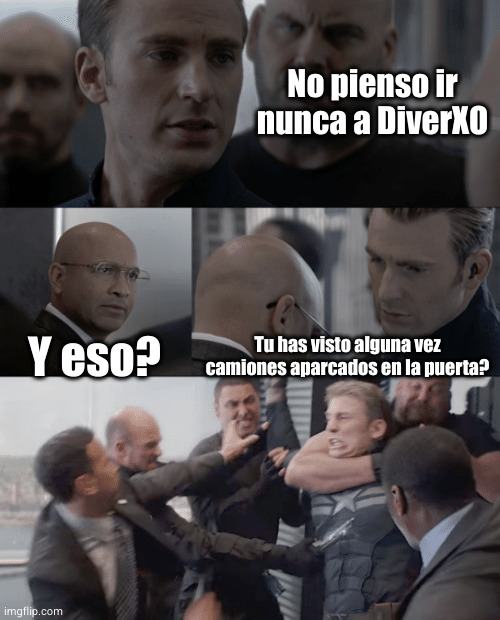 No pienso ir
nunca a DiverXO
Y eso?
Tu has visto alguna vez
camiones aparcados en la puerta?
imgflip.com